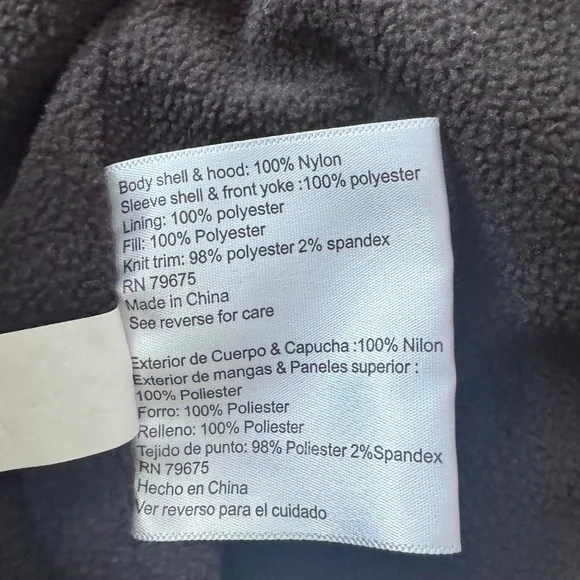 Body shell & hood: 100% Nylon
Sleeve shell & front yoke :100% polyester
Lining: 100% polyester
Fill: 100% Polyester
Knit trim: 98% polyester 2% spandex
RN 79675
Made in China
See reverse for care
Exterior de Cuerpo & Capucha :100% Nilon
Exterior de mangas & Paneles superior :
100% Poliester
Forro: 100% Poliester
Relleno: 100% Poliester
Tejido de punto: 98% Poliester 2%Spandex
RN 79675
Hecho en China
Ver reverso para el cuidado